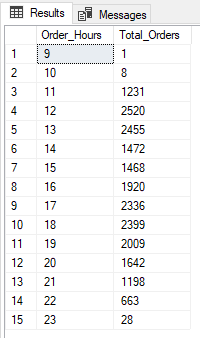 Results Messages
Order_Hours Total_Orders
1 9 1
2 10 8
3 11 1231
4 12 2520
5 13 2455
6 14 1472
7 15 1468
8 16 1920
9 17 2336
10 18 2399
11 19 2009
12 20 1642
13 21 1198
14 22 663
15 23 28